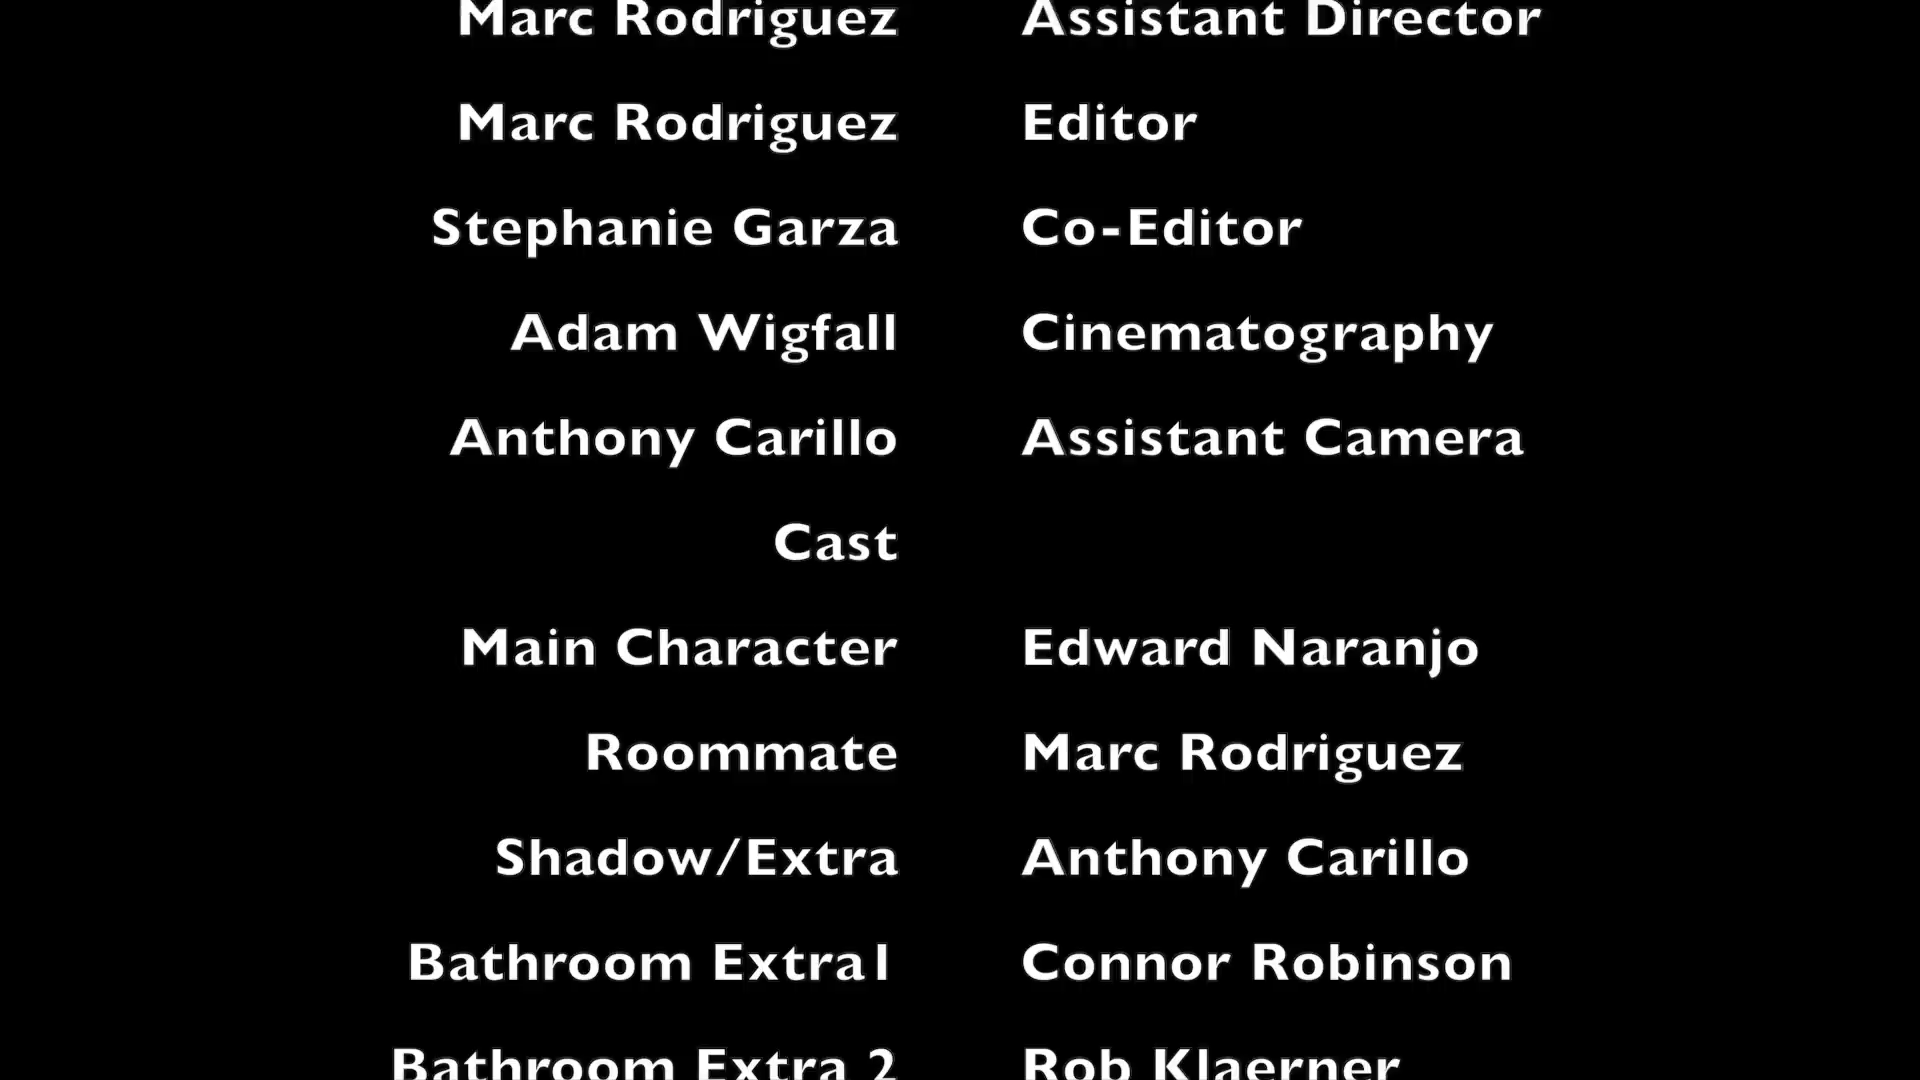 Marc Rodriguez Assistant Director
Marc Rodriguez Editor
Stephanie Garza Co-Editor
Adam Wigfall Cinematography
Anthony Carillo Assistant Camera
Cast
Main Character Edward Naranjo
Roommate Marc Rodriguez
Shadow/Extra Anthony Carillo
Bathroom Extra1 Connor Robinson
Bathroom Extra 2 Rob Klaerner